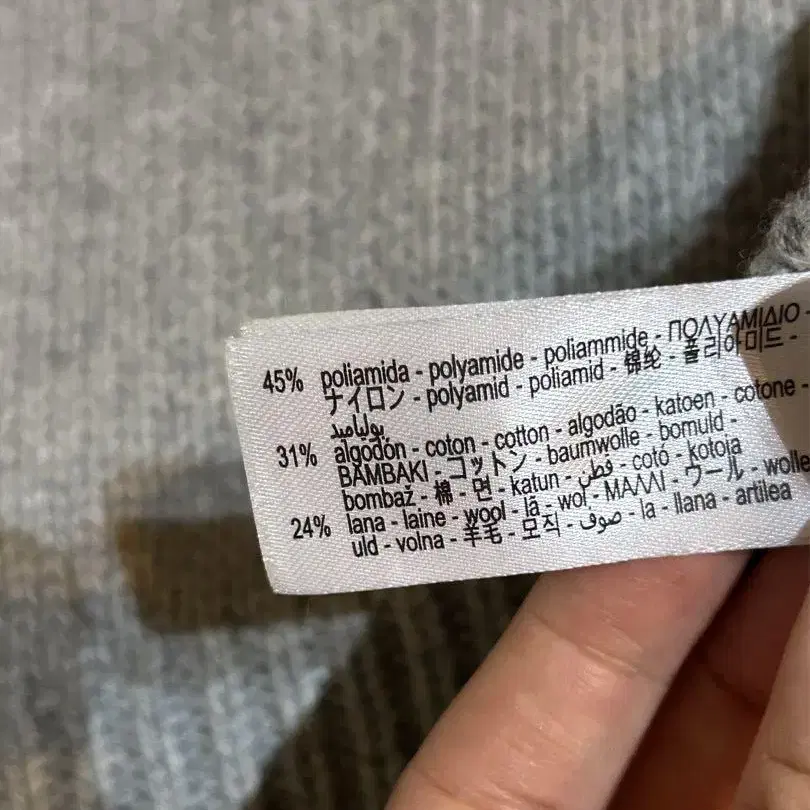 45% poliamida - polyamide - poliammide - ΠΟΛΥΑΜΙΔΙΟ -
ナイロン - polyamid - poliamid - 锦纶 - 폴리아미드 -
بوليامید
31% algodón - coton - cotton - algodão - katoen - cotone -
BAMBAKI - コットン - baumwolle - bomuld -
bombaž - 棉 - 면 - katun - قطن - cotó - kotoja
24% lana - laine - wool - lã - wol - ΜΑΛΛΙ - ウール - wolle
uld - volna - 羊毛 - 모직 - صوف - la - llana - artilea